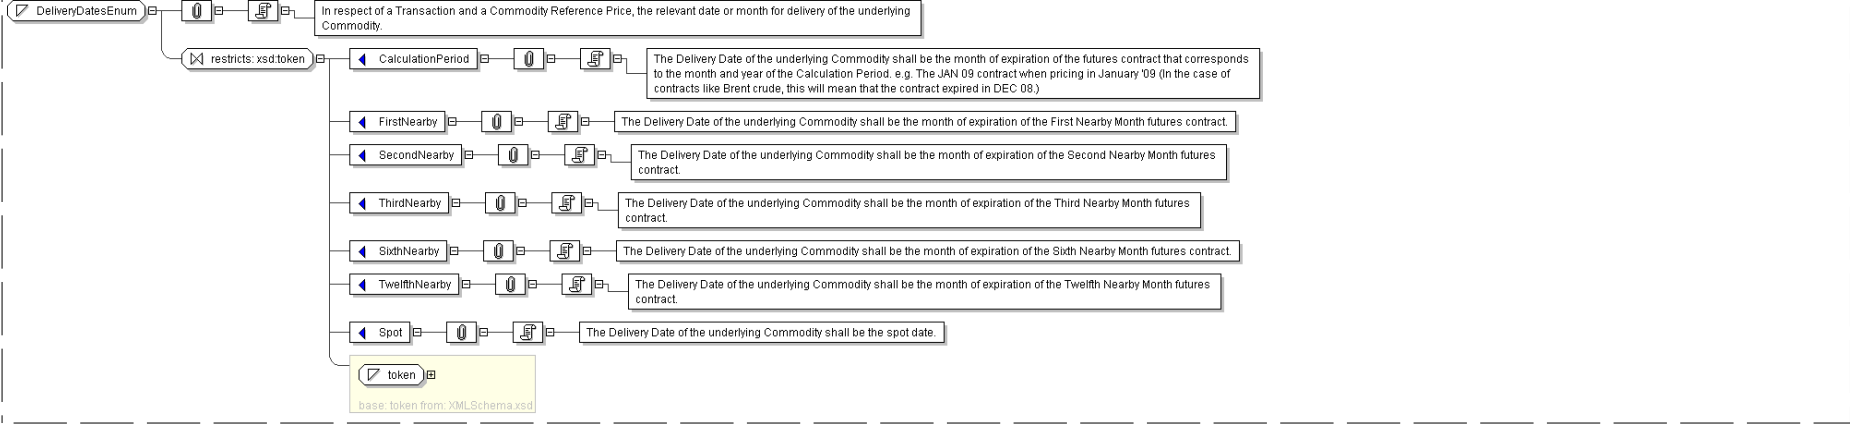 DeliveryDatesEnum
In respect of a Transaction and a Commodity Reference Price, the relevant date or month for delivery of the underlying
Commodity.
restricts: xsd:token
CalculationPeriod
The Delivery Date of the underlying Commodity shall be the month of expiration of the futures contract that corresponds
to the month and year of the Calculation Period. e.g. The JAN 09 contract when pricing in January '09 (In the case of
contracts like Brent crude, this will mean that the contract expired in DEC 08.)
FirstNearby
The Delivery Date of the underlying Commodity shall be the month of expiration of the First Nearby Month futures contract.
SecondNearby
The Delivery Date of the underlying Commodity shall be the month of expiration of the Second Nearby Month futures
contract.
ThirdNearby
The Delivery Date of the underlying Commodity shall be the month of expiration of the Third Nearby Month futures
contract.
SixthNearby
The Delivery Date of the underlying Commodity shall be the month of expiration of the Sixth Nearby Month futures contract.
TwelfthNearby
The Delivery Date of the underlying Commodity shall be the month of expiration of the Twelfth Nearby Month futures
contract.
Spot
The Delivery Date of the underlying Commodity shall be the spot date.
token
base: token from: XMLSchema.xsd